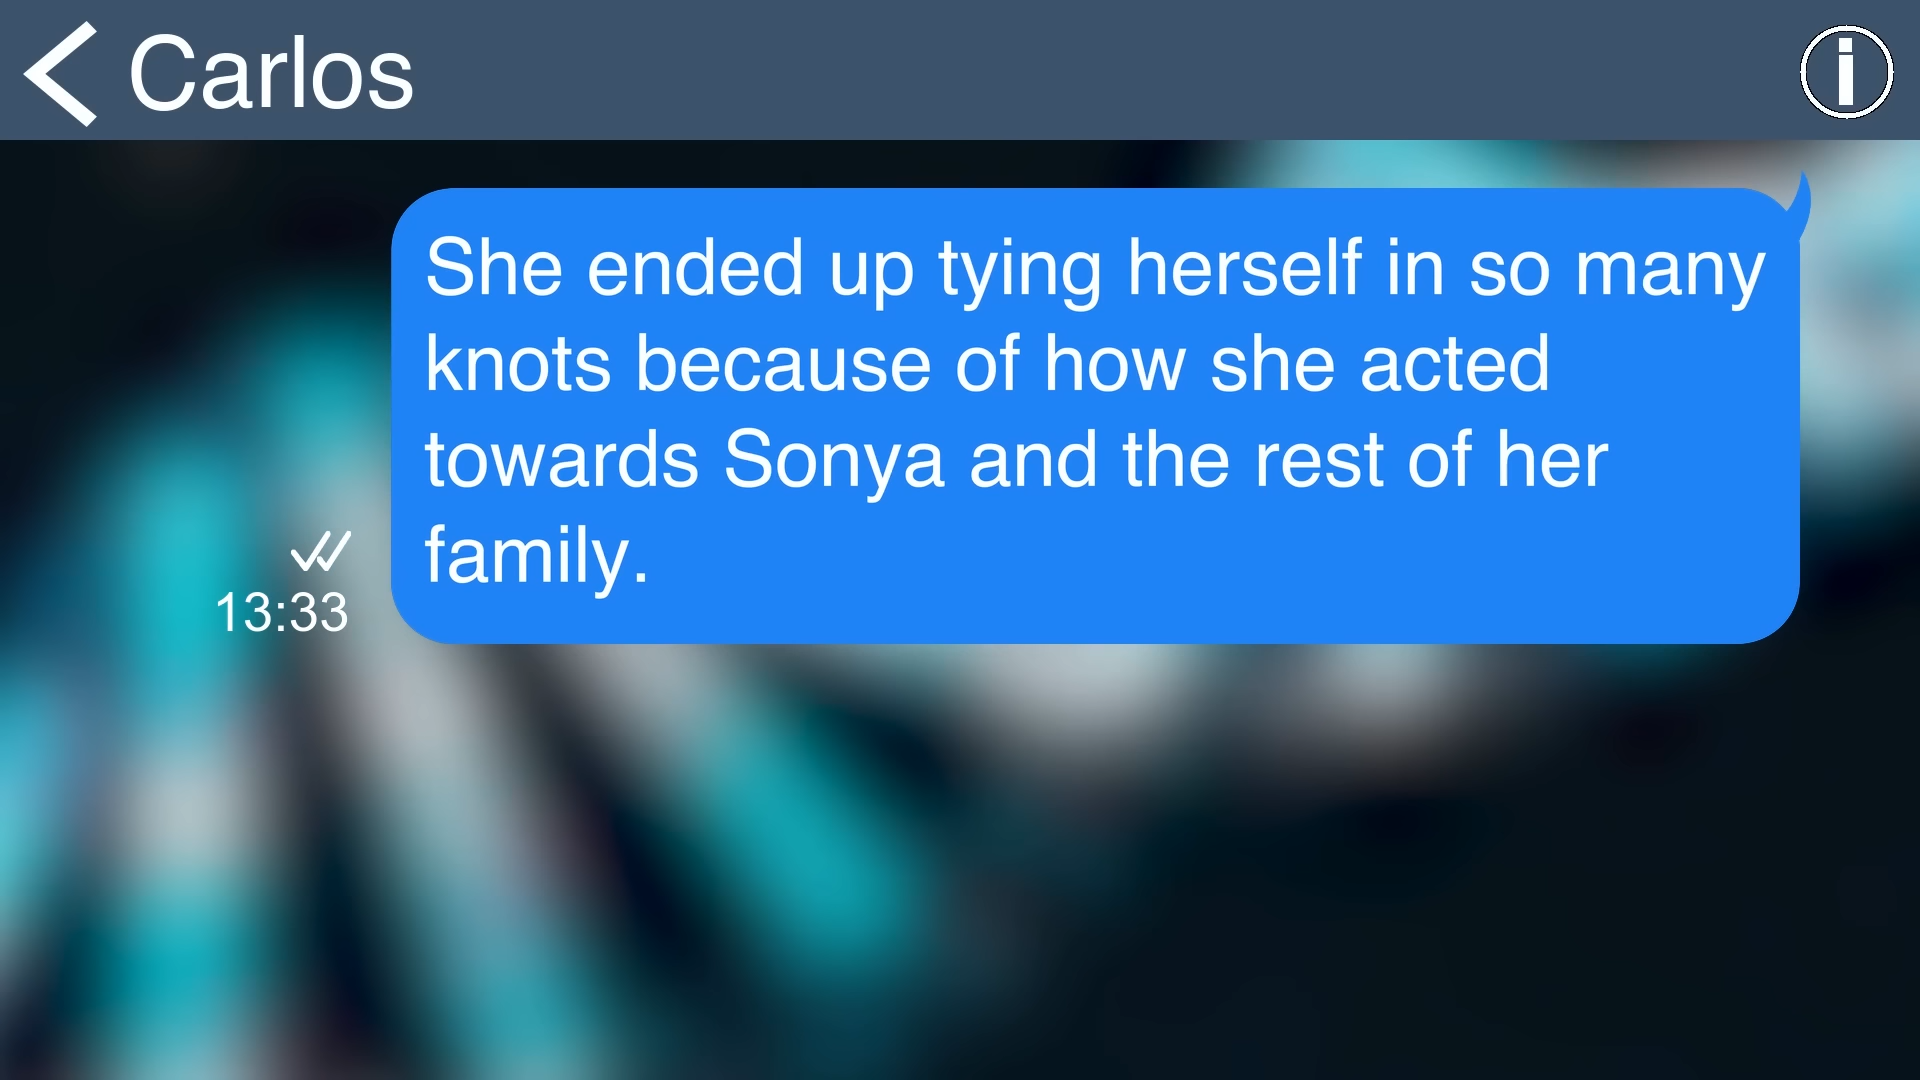 Carlos
She ended up tying herself in so many
knots because of how she acted
towards Sonya and the rest of her
family.
13:33